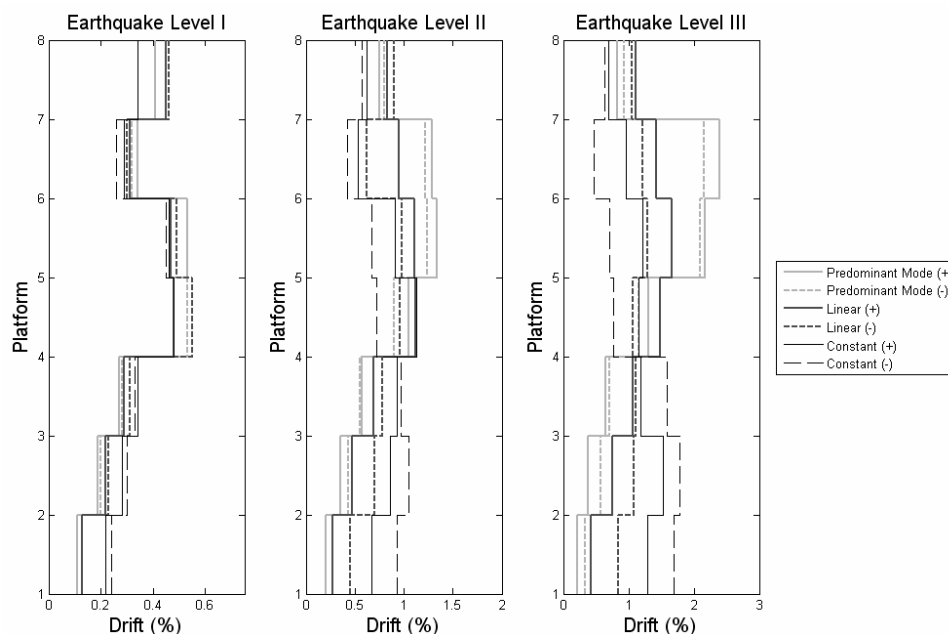 Earthquake Level I
Earthquake Level II
Earthquake Level III
8
7
6
5
4
3
2
1
Platform
0
0.2
0.4
0.6
Drift (%)
8
7
6
5
4
3
2
1
Platform
0
0.5
1
1.5
2
Drift (%)
8
7
6
5
4
3
2
1
Platform
0
1
2
3
Drift (%)
Predominant Mode (+)
Predominant Mode (-)
Linear (+)
Linear (-)
Constant (+)
Constant (-)